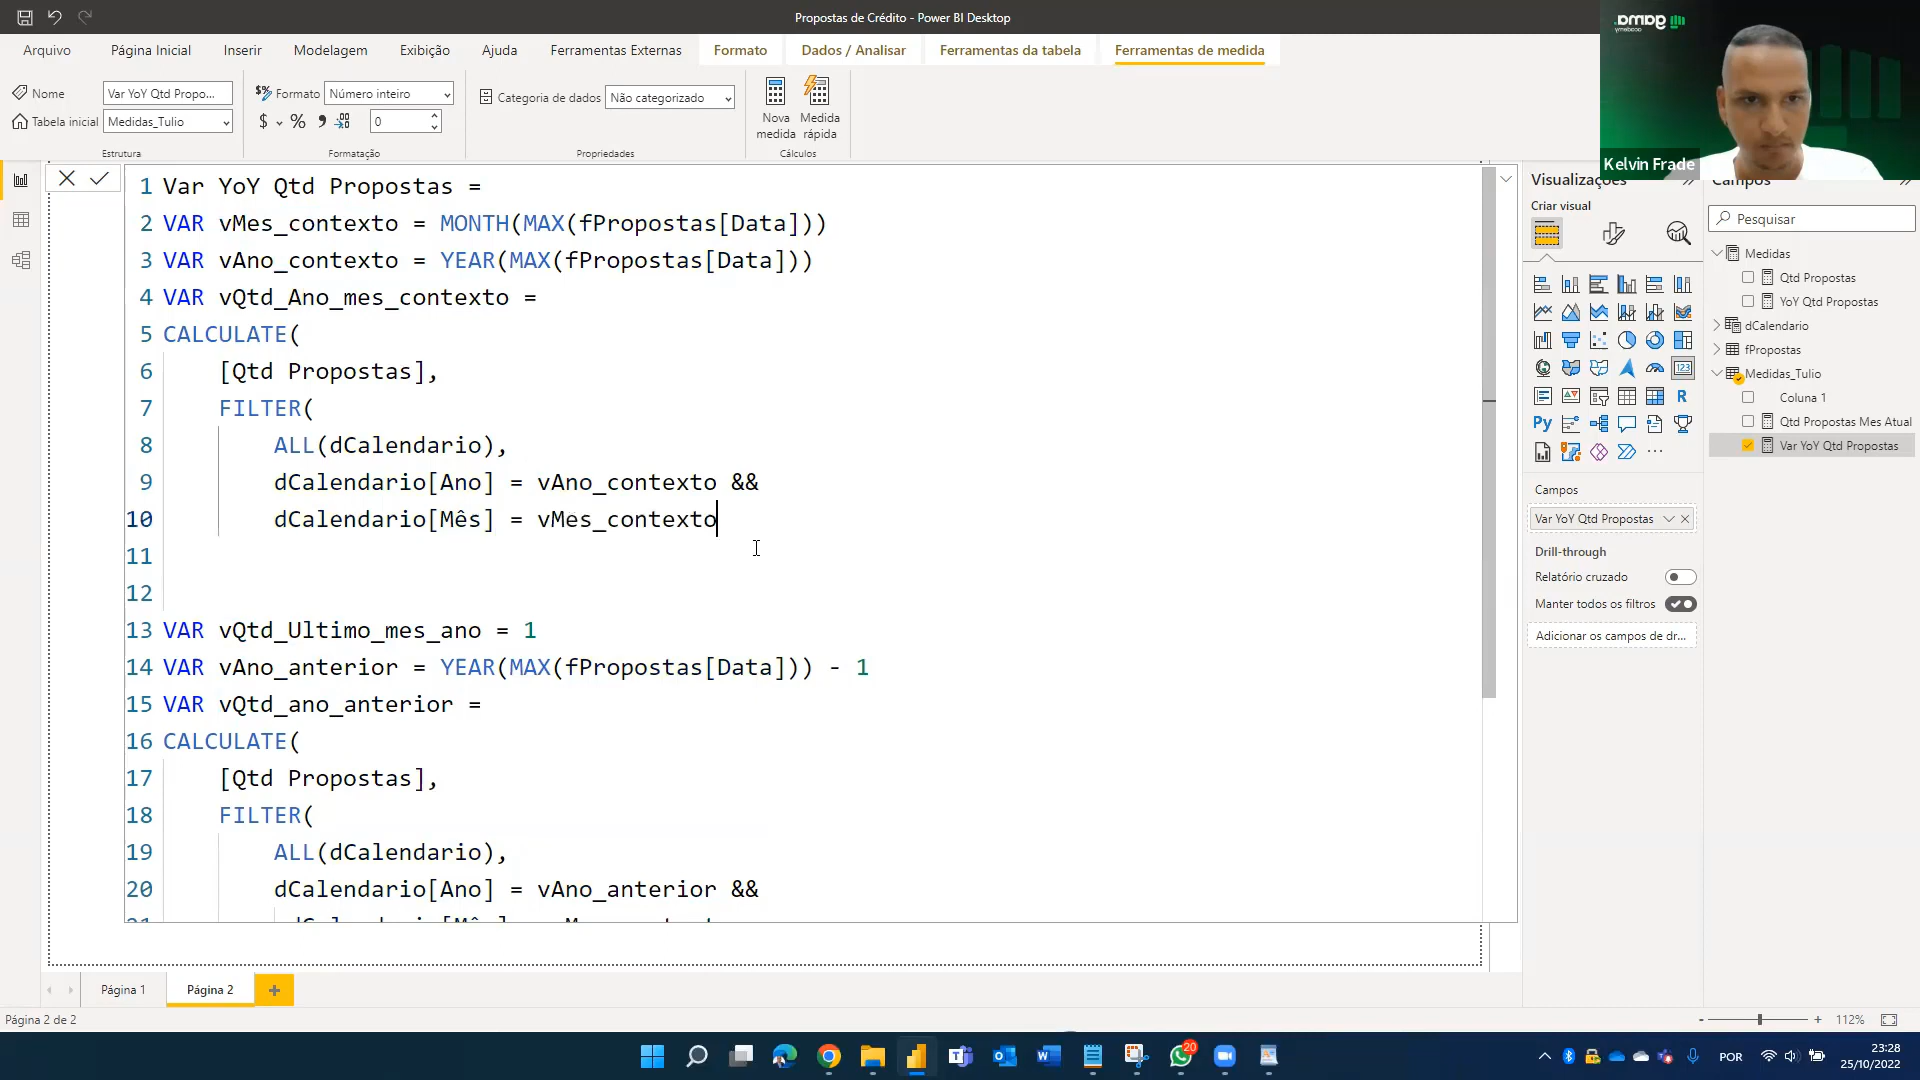 Propostas de Crédito - Power BI Desktop
Arquivo
Página Inicial
Inserir
Modelagem
Exibição
Ajuda
Ferramentas Externas
Formato
Dados / Analisar
Ferramentas da tabela
Ferramentas de medida
Nome
Var YoY Qtd Propo...
Formato
Número inteiro
Categoria de dados
Não categorizado
Nova medida
Medida rápida
Tabela inicial
Medidas_Tulio
$
%
0
Estrutura
Formatação
Propriedades
Cálculos
Kelvin Frade
1 Var YoY Qtd Propostas =
2 VAR vMes_contexto = MONTH(MAX(fPropostas[Data]))
3 VAR vAno_contexto = YEAR(MAX(fPropostas[Data]))
4 VAR vQtd_Ano_mes_contexto =
5 CALCULATE(
6 [Qtd Propostas],
7 FILTER(
8 ALL(dCalendario),
9 dCalendario[Ano] = vAno_contexto &&
10 dCalendario[Mês] = vMes_contexto
11
12
13 VAR vQtd_Ultimo_mes_ano = 1
14 VAR vAno_anterior = YEAR(MAX(fPropostas[Data])) - 1
15 VAR vQtd_ano_anterior =
16 CALCULATE(
17 [Qtd Propostas],
18 FILTER(
19 ALL(dCalendario),
20 dCalendario[Ano] = vAno_anterior &&
Visualizações
Criar visual
123
R
Py
...
Campos
Var YoY Qtd Propostas
Drill-through
Relatório cruzado
Manter todos os filtros
Adicionar os campos de dr...
Campos
Pesquisar
Medidas
Qtd Propostas
YoY Qtd Propostas
dCalendario
fPropostas
Medidas_Tulio
Coluna 1
Qtd Propostas Mes Atual
Var YoY Qtd Propostas
Página 1
Página 2
+
Página 2 de 2
- + 112%
20
POR
23:28
25/10/2022